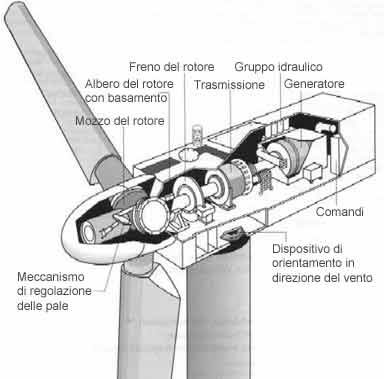 Freno del rotore
Gruppo idraulico
Albero del rotore
con basamento
Trasmissione
Generatore
Mozzo del rotore
Comandi
Meccanismo
di regolazione
delle pale
Dispositivo di
orientamento in
direzione del vento